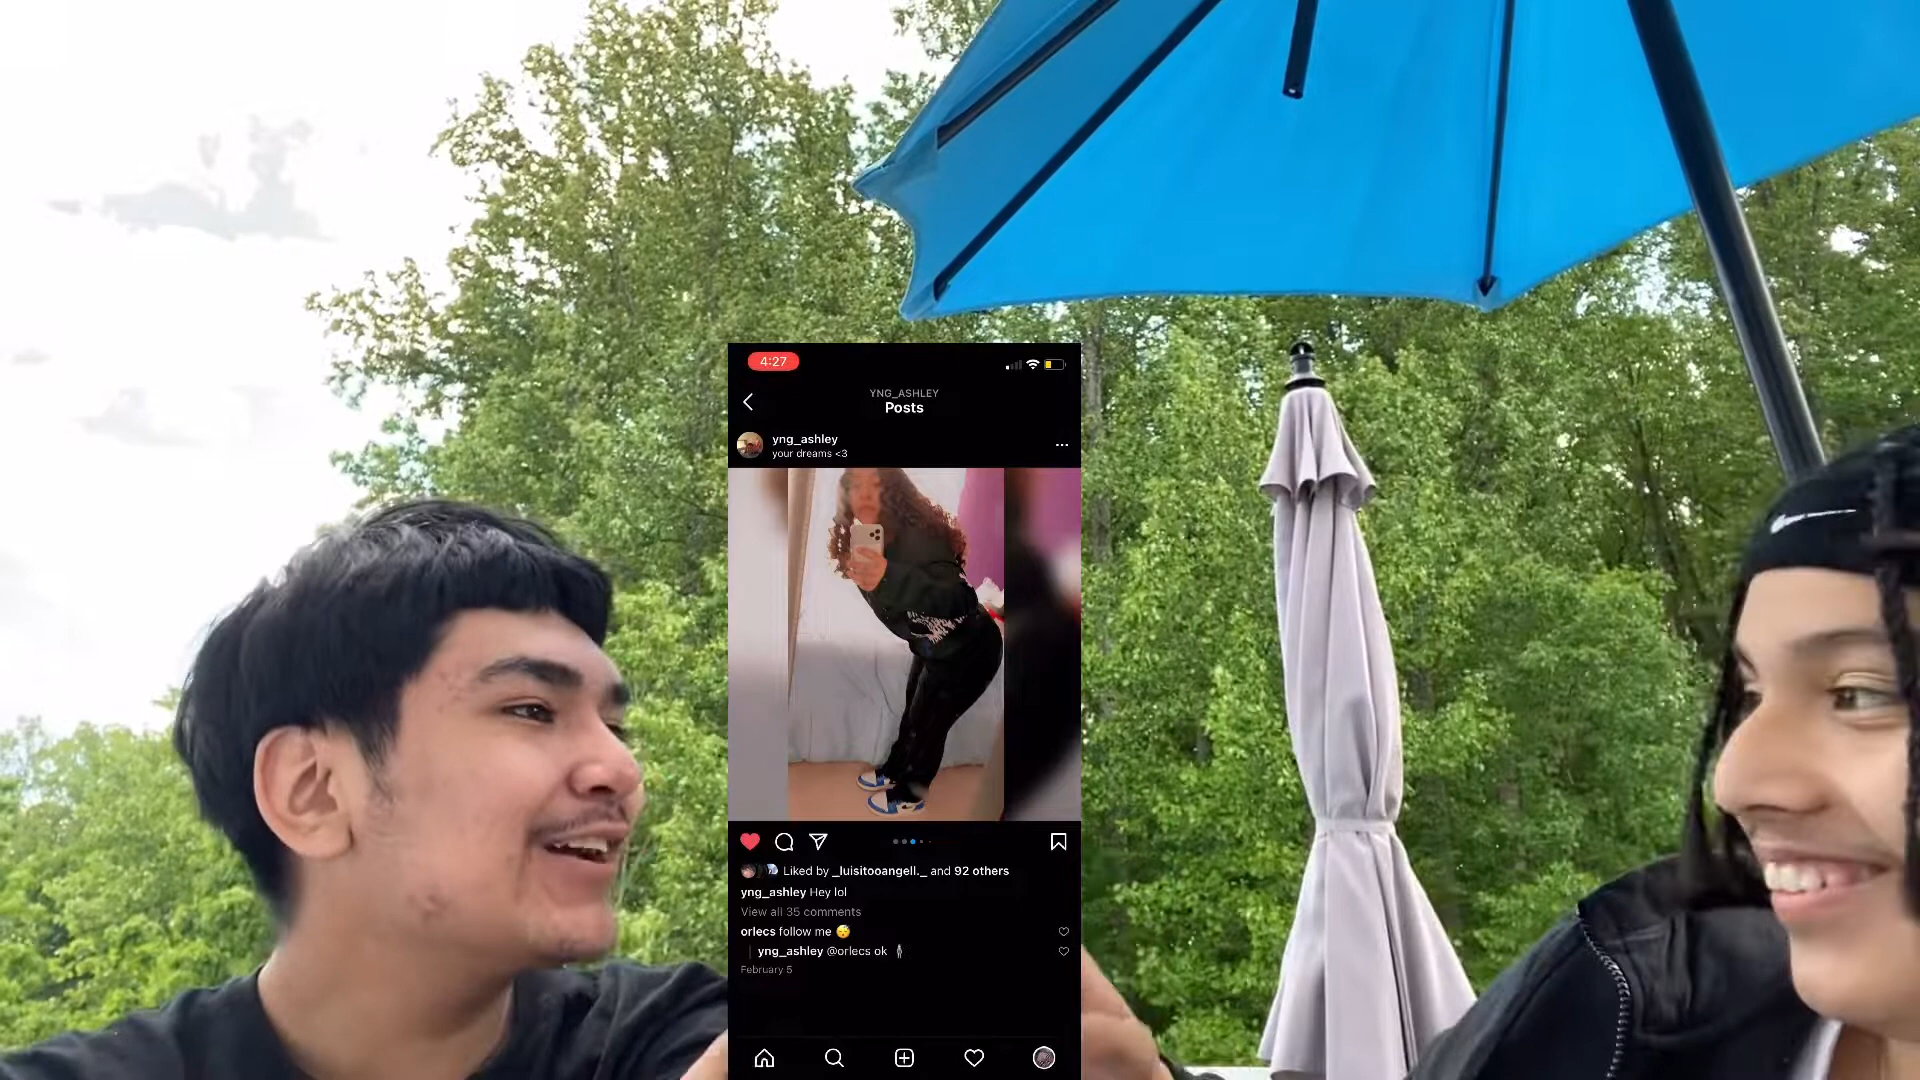 4:27
YNG_ASHLEY
Posts
yng_ashley
your dreams <3
Liked by _luisitooangell._ and 92 others
yng_ashley Hey lol
View all 35 comments
orlecs follow me 😴
yng_ashley @orlecs ok 🧍
February 5